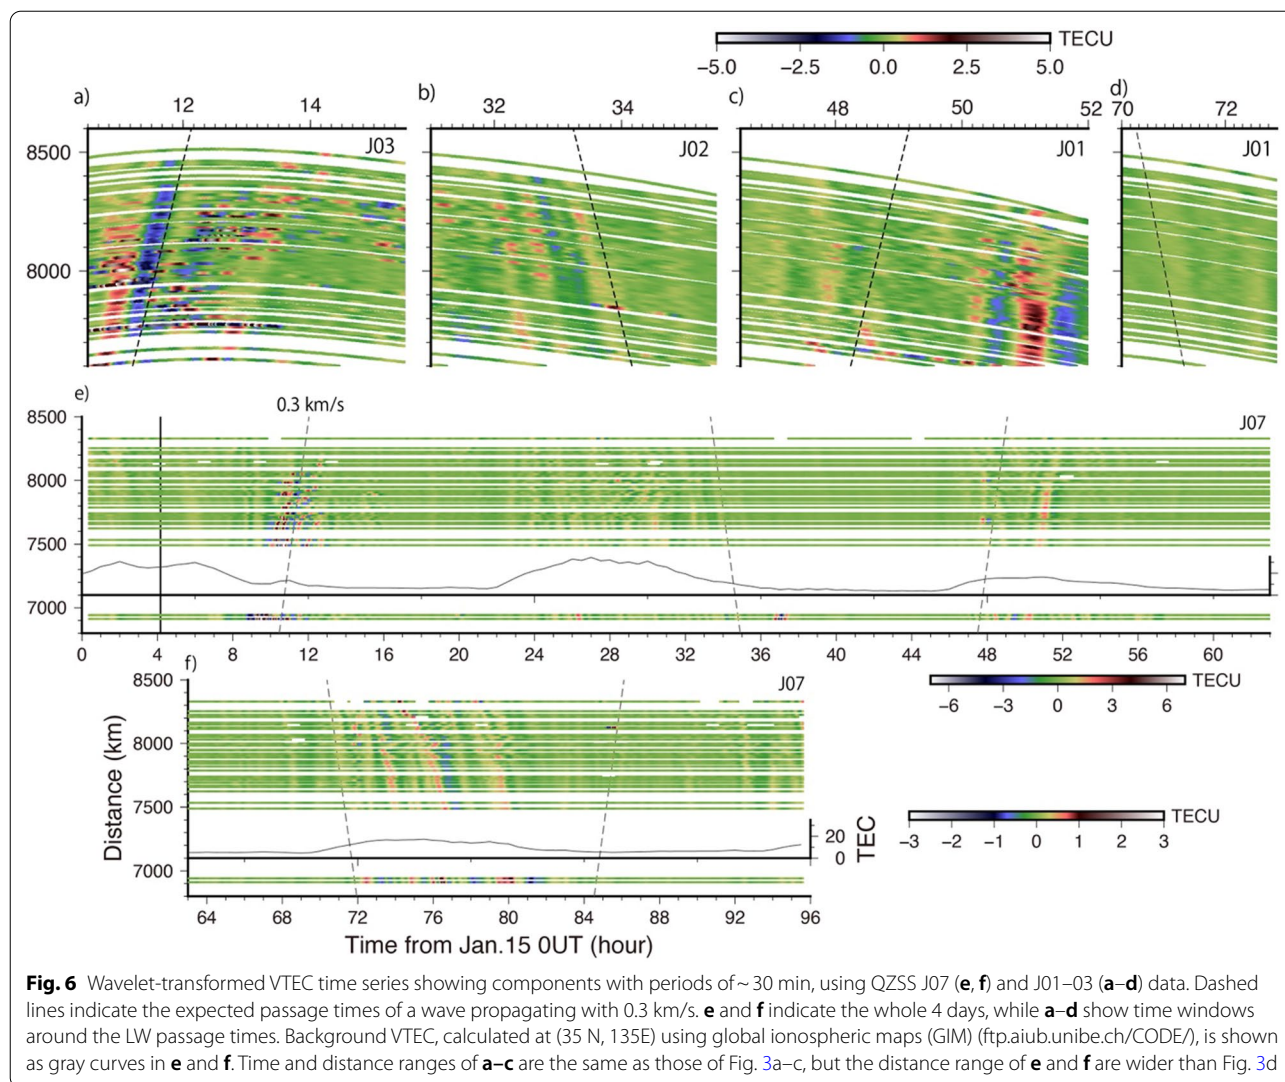 TECU
−5.0 −2.5 0.0 2.5 5.0
a) b) c) d)
12 14 32 34 48 50 52 70 72
8500 J03 J02 J01 J01
8000
e)
0.3 km/s
8500 J07
8000
7500
7000
0 4 8 12 16 20 24 28 32 36 40 44 48 52 56 60
f)
TECU
−6 −3 0 3 6
8500 J07
8000
7500
7000
Distance (km)
20
0
TEC
TECU
−3 −2 −1 0 1 2 3
64 68 72 76 80 84 88 92 96
Time from Jan.15 0UT (hour)
Fig. 6 Wavelet-transformed VTEC time series showing components with periods of ~ 30 min, using QZSS J07 (e, f) and J01–03 (a–d) data. Dashed
lines indicate the expected passage times of a wave propagating with 0.3 km/s. e and f indicate the whole 4 days, while a–d show time windows
around the LW passage times. Background VTEC, calculated at (35 N, 135E) using global ionospheric maps (GIM) (ftp.aiub.unibe.ch/CODE/), is shown
as gray curves in e and f. Time and distance ranges of a–c are the same as those of Fig. 3a–c, but the distance range of e and f are wider than Fig. 3d